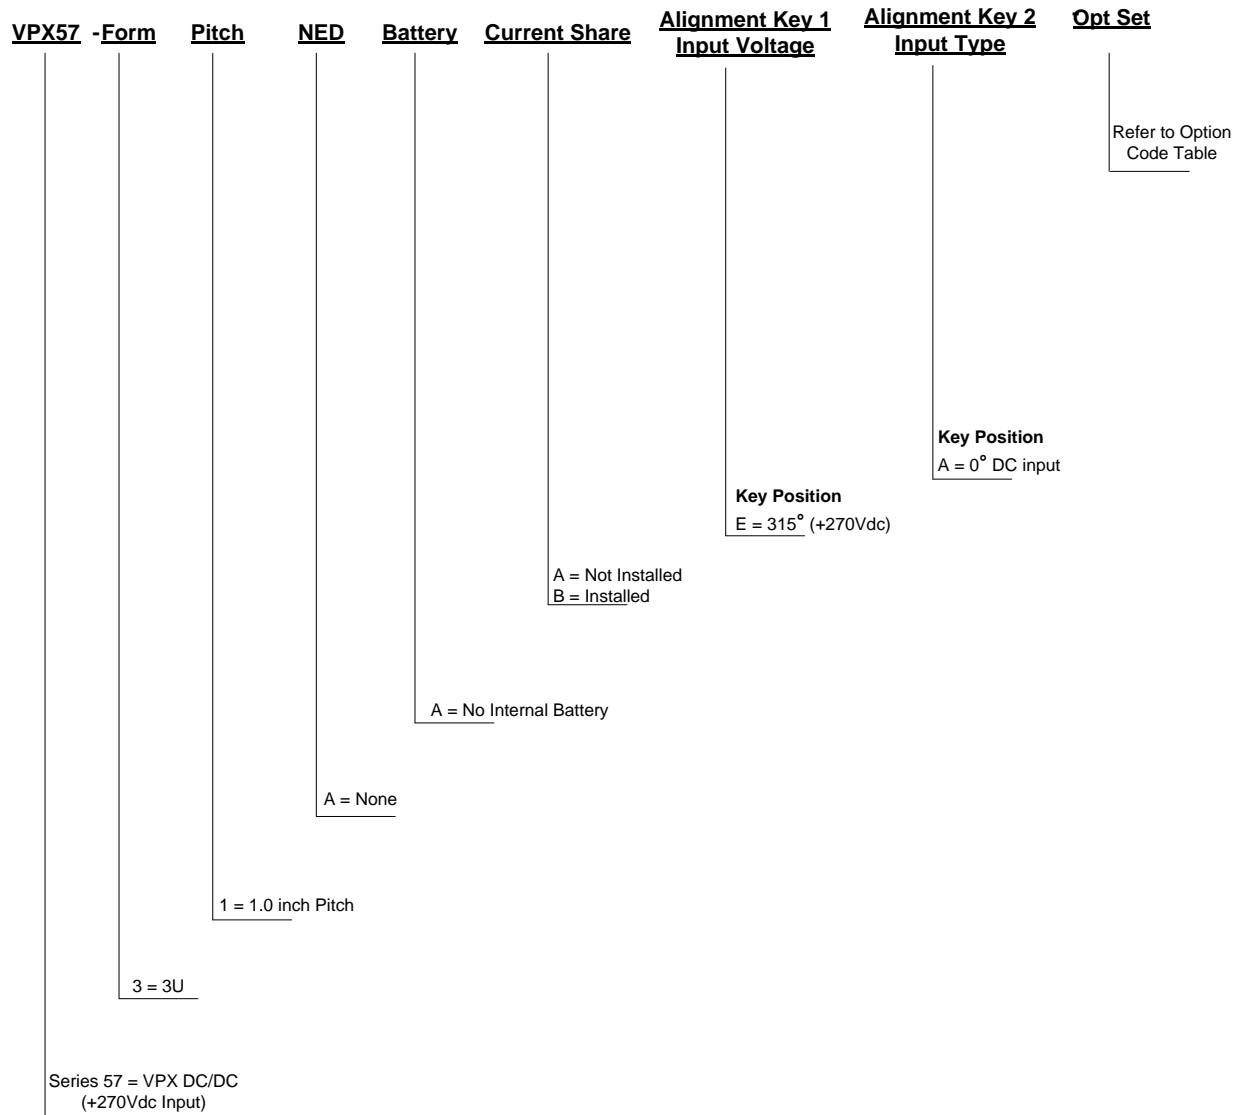 VPX57 -Form Pitch NED Battery Current Share
Alignment Key 1
Input Voltage
Alignment Key 2
Input Type
Opt Set
Refer to Option
Code Table
Key Position
A = 0° DC input
Key Position
E = 315° (+270Vdc)
A = Not Installed
B = Installed
A = No Internal Battery
A = None
1 = 1.0 inch Pitch
3 = 3U
Series 57 = VPX DC/DC
(+270Vdc Input)